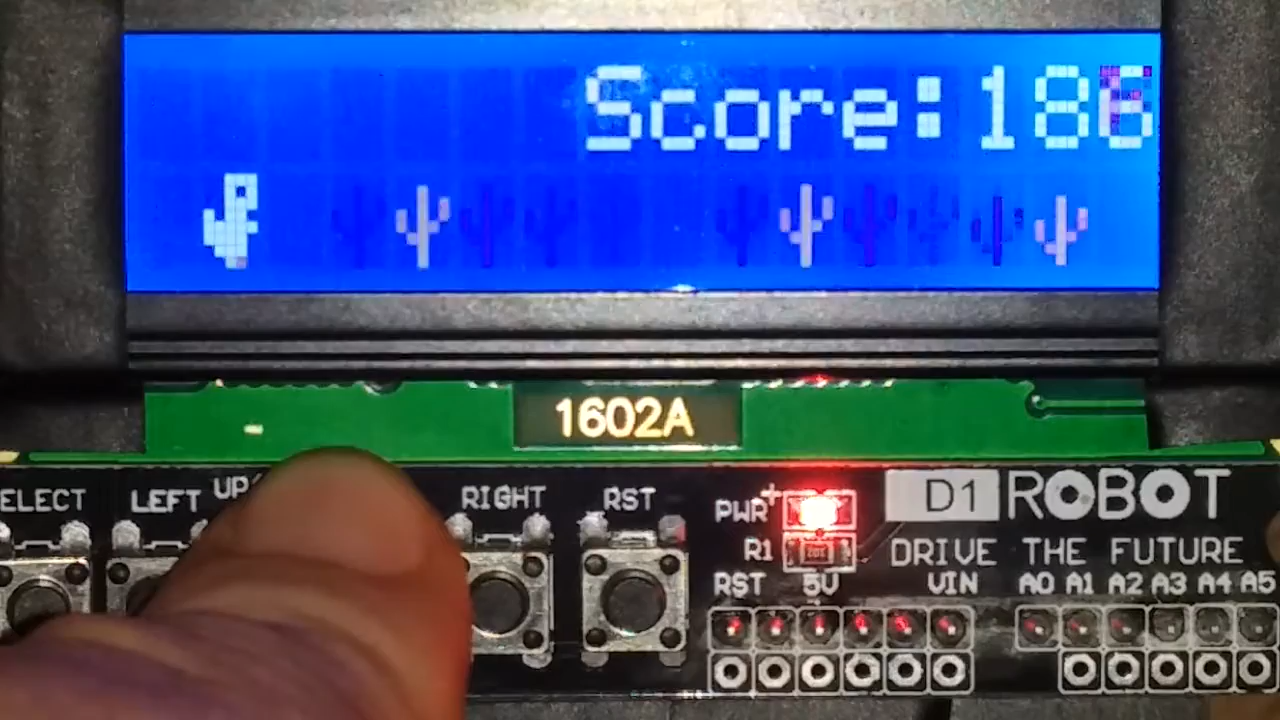 Score:186
1602A
ELECT LEFT UP RIGHT RST
PWR+
R1
D1 ROBOT
DRIVE THE FUTURE
RST 5V VIN A0 A1 A2 A3 A4 A5